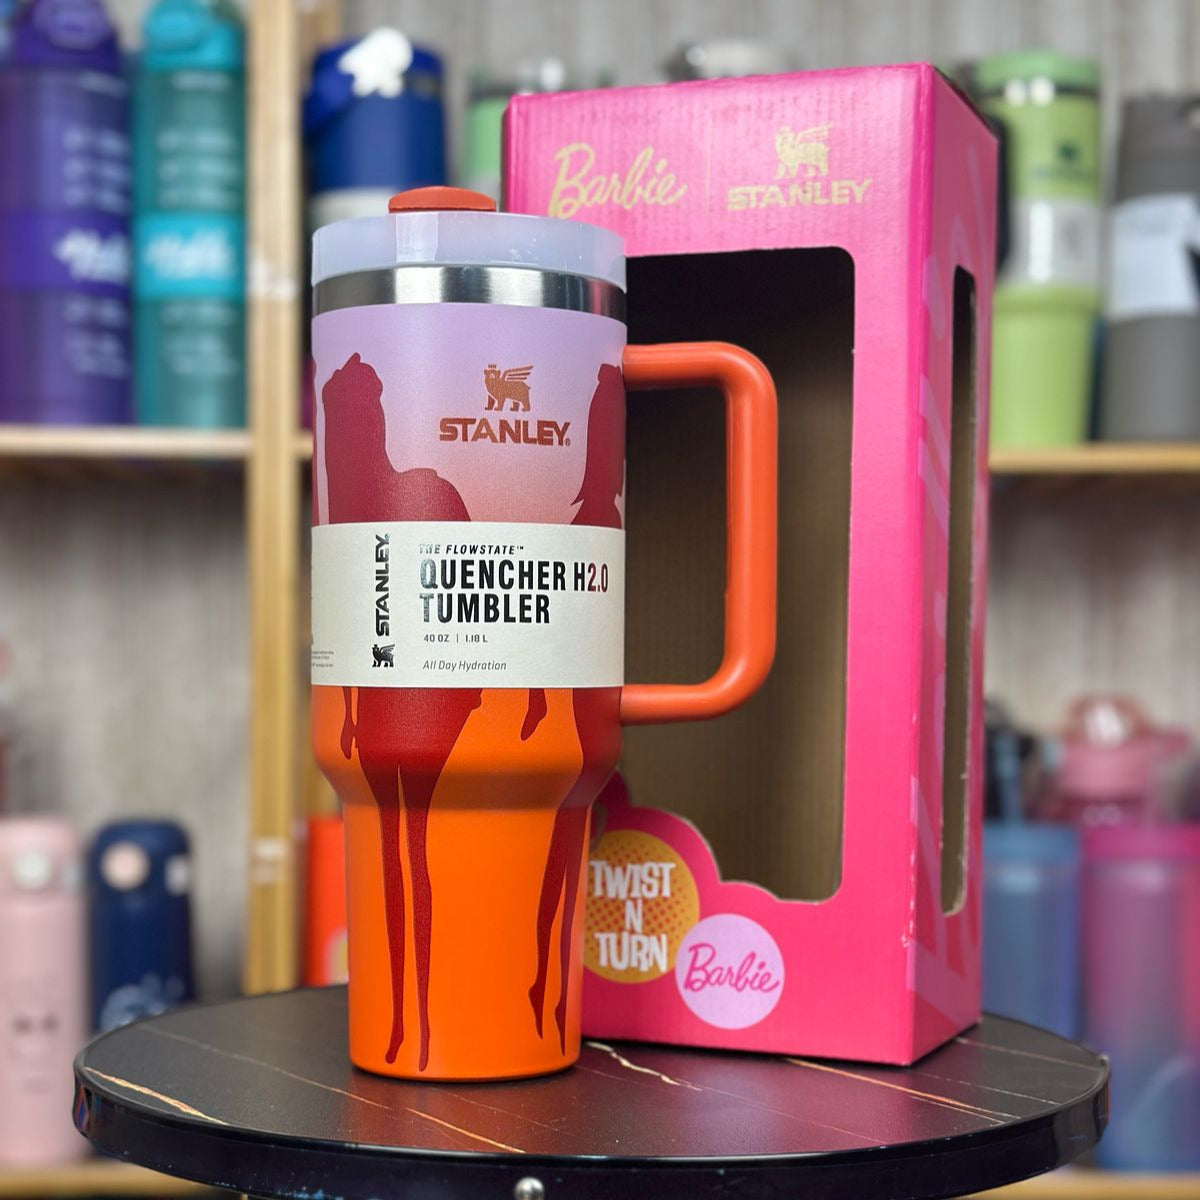 Barbie
STANLEY
STANLEY®
STANLEY
THE FLOWSTATE™
QUENCHER H2.0
TUMBLER
40 OZ | 1.18 L
All Day Hydration
TWIST
N
TURN
Barbie